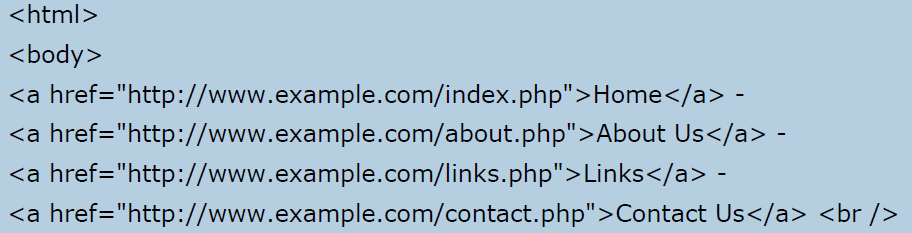 <html>
<body>
<a href="http://www.example.com/index.php">Home</a> -
<a href="http://www.example.com/about.php">About Us</a> -
<a href="http://www.example.com/links.php">Links</a> -
<a href="http://www.example.com/contact.php">Contact Us</a> <br />